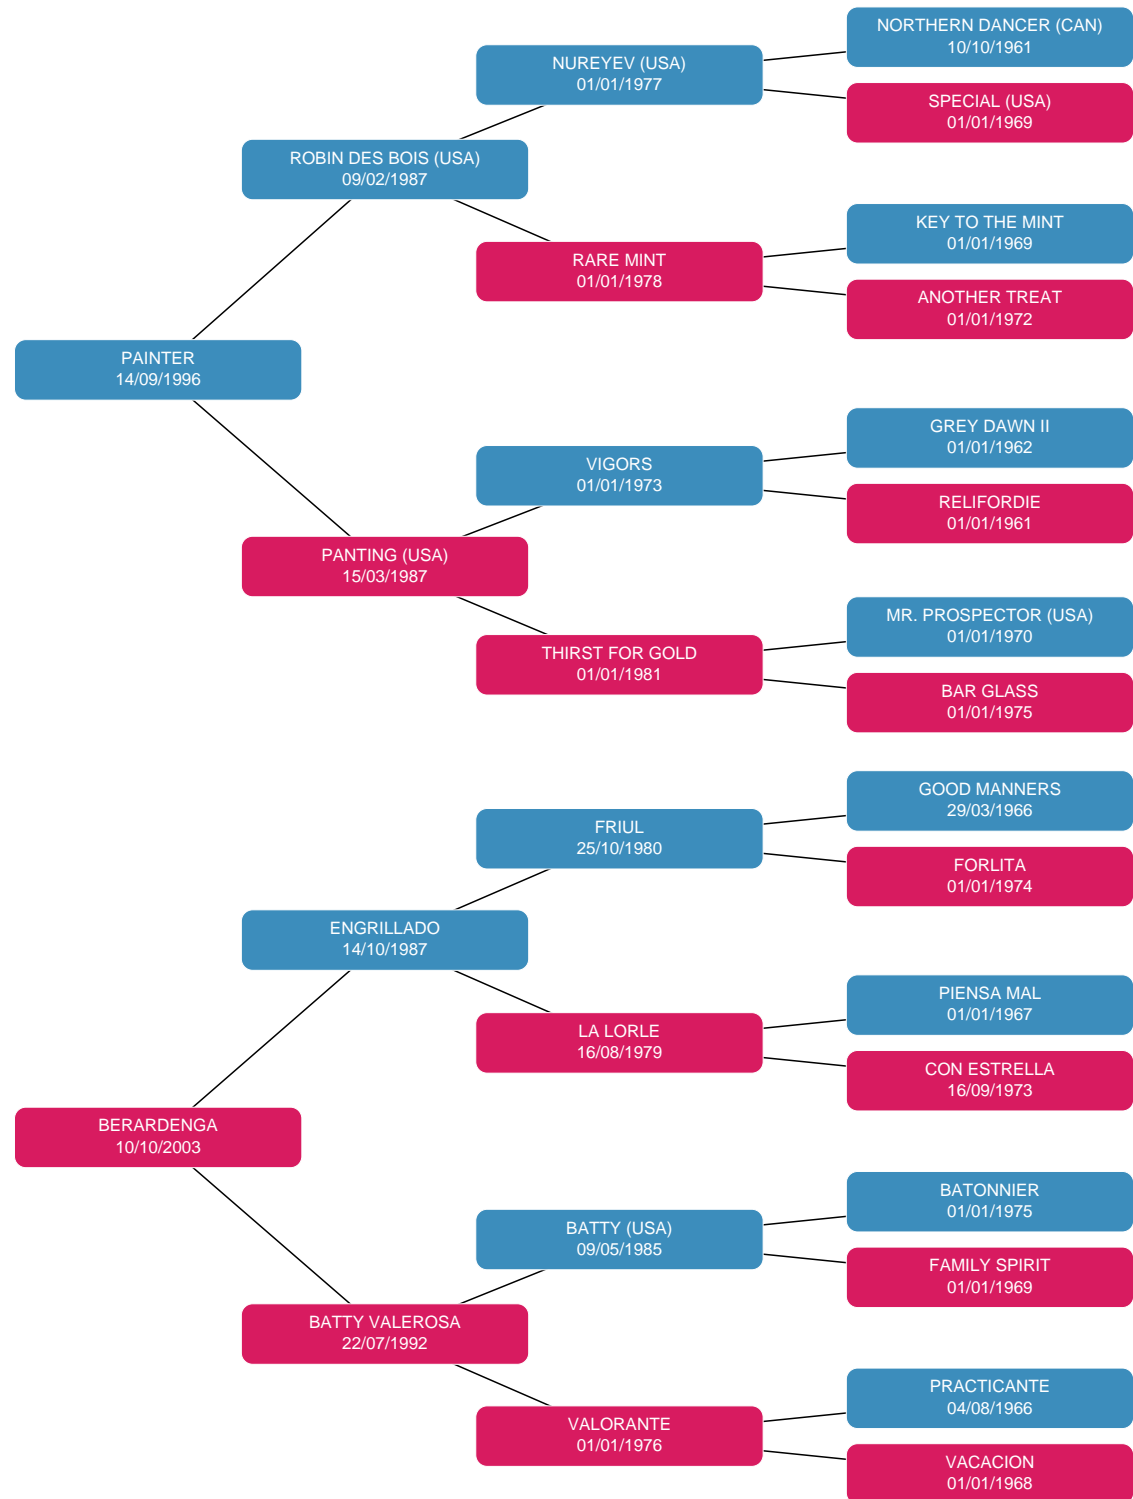 NORTHERN DANCER (CAN)
10/10/1961
NUREYEV (USA)
01/01/1977
SPECIAL (USA)
01/01/1969
ROBIN DES BOIS (USA)
09/02/1987
KEY TO THE MINT
01/01/1969
RARE MINT
01/01/1978
ANOTHER TREAT
01/01/1972
PAINTER
14/09/1996
GREY DAWN II
01/01/1962
VIGORS
01/01/1973
RELIFORDIE
01/01/1961
PANTING (USA)
15/03/1987
MR. PROSPECTOR (USA)
01/01/1970
THIRST FOR GOLD
01/01/1981
BAR GLASS
01/01/1975
GOOD MANNERS
29/03/1966
FRIUL
25/10/1980
FORLITA
01/01/1974
ENGRILLADO
14/10/1987
PIENSA MAL
01/01/1967
LA LORLE
16/08/1979
CON ESTRELLA
16/09/1973
BERARDENGA
10/10/2003
BATONNIER
01/01/1975
BATTY (USA)
09/05/1985
FAMILY SPIRIT
01/01/1969
BATTY VALEROSA
22/07/1992
PRACTICANTE
04/08/1966
VALORANTE
01/01/1976
VACACION
01/01/1968